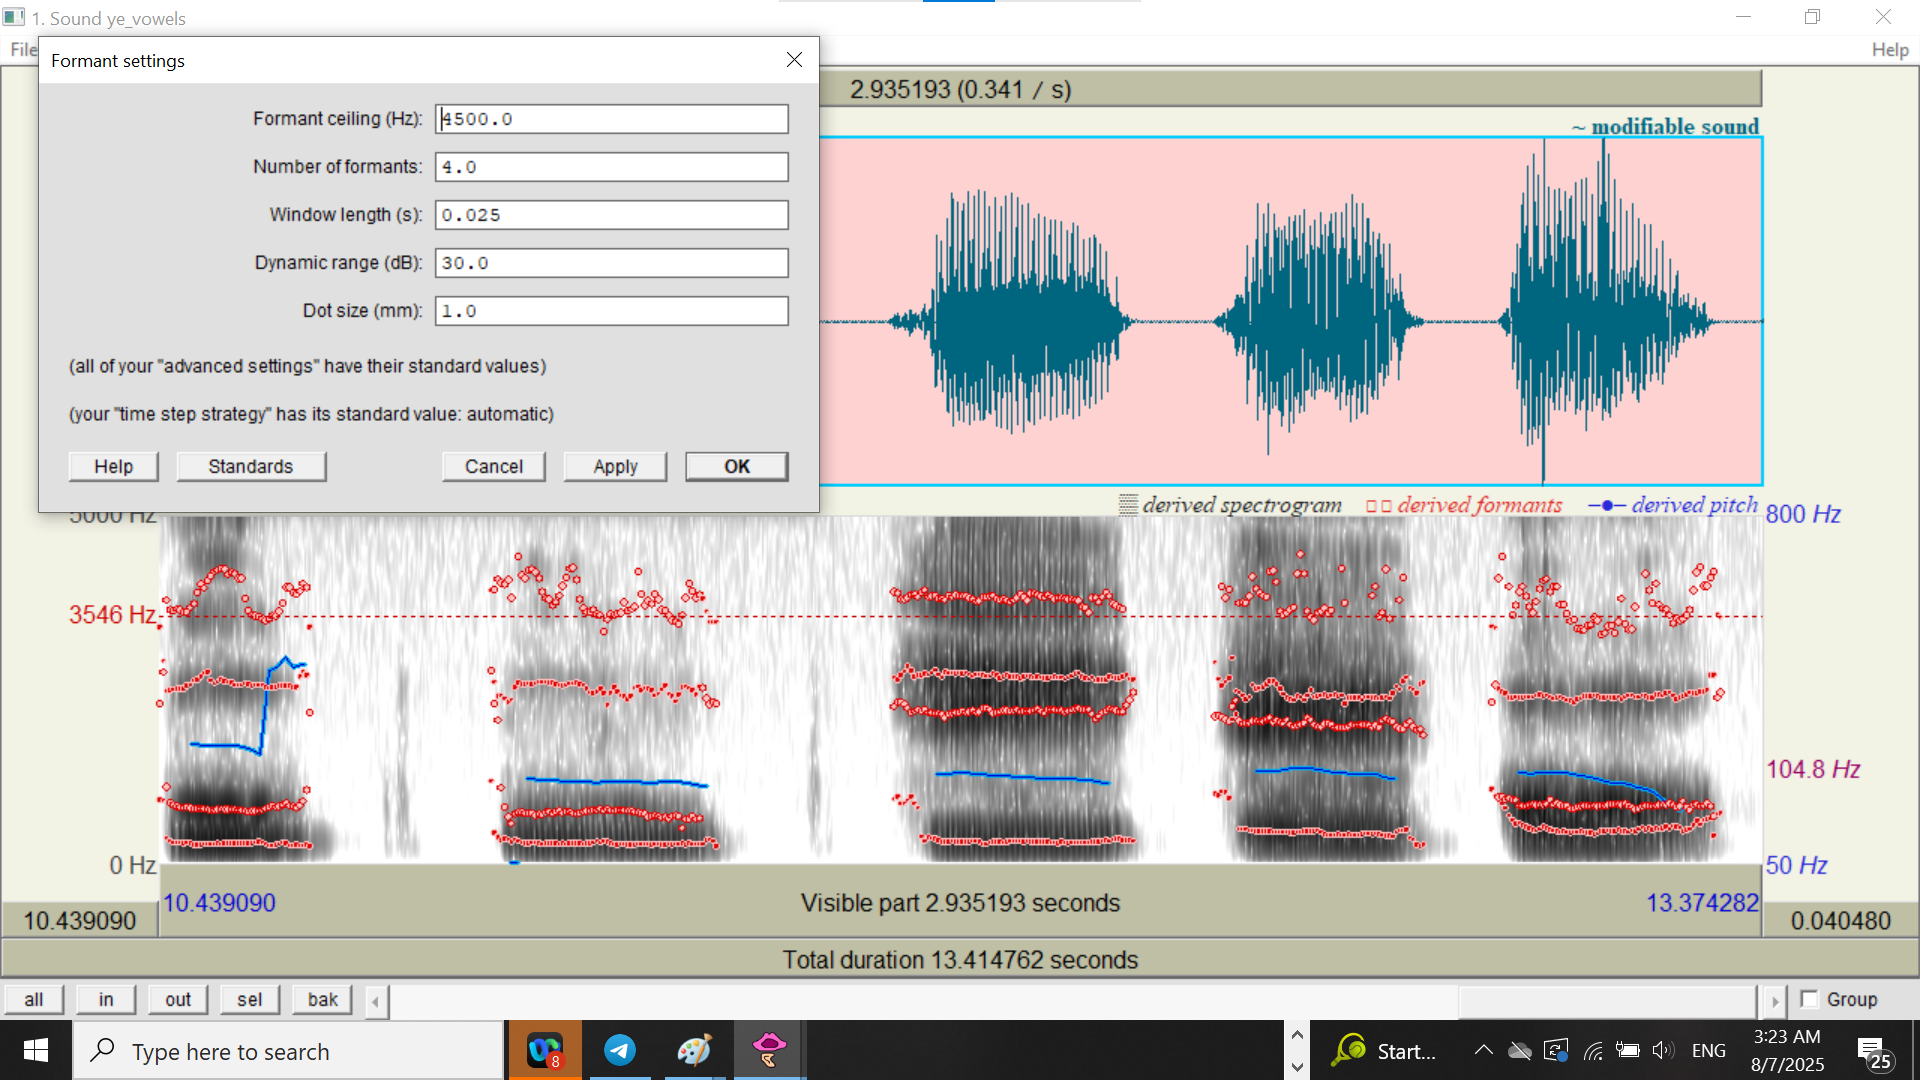 1. Sound ye_vowels
File
Help
Formant settings
Formant ceiling (Hz): 4500.0
Number of formants: 4.0
Window length (s): 0.025
Dynamic range (dB): 30.0
Dot size (mm): 1.0
(all of your "advanced settings" have their standard values)
(your "time step strategy" has its standard value: automatic)
Help
Standards
Cancel
Apply
OK
2.935193 (0.341 / s)
~ modifiable sound
derived spectrogram
derived formants
derived pitch
5000 Hz
800 Hz
3546 Hz
104.8 Hz
0 Hz
50 Hz
10.439090
10.439090
Visible part 2.935193 seconds
13.374282
0.040480
Total duration 13.414762 seconds
all
in
out
sel
bak
Group
Type here to search
8
Start...
ENG
3:23 AM
8/7/2025
25